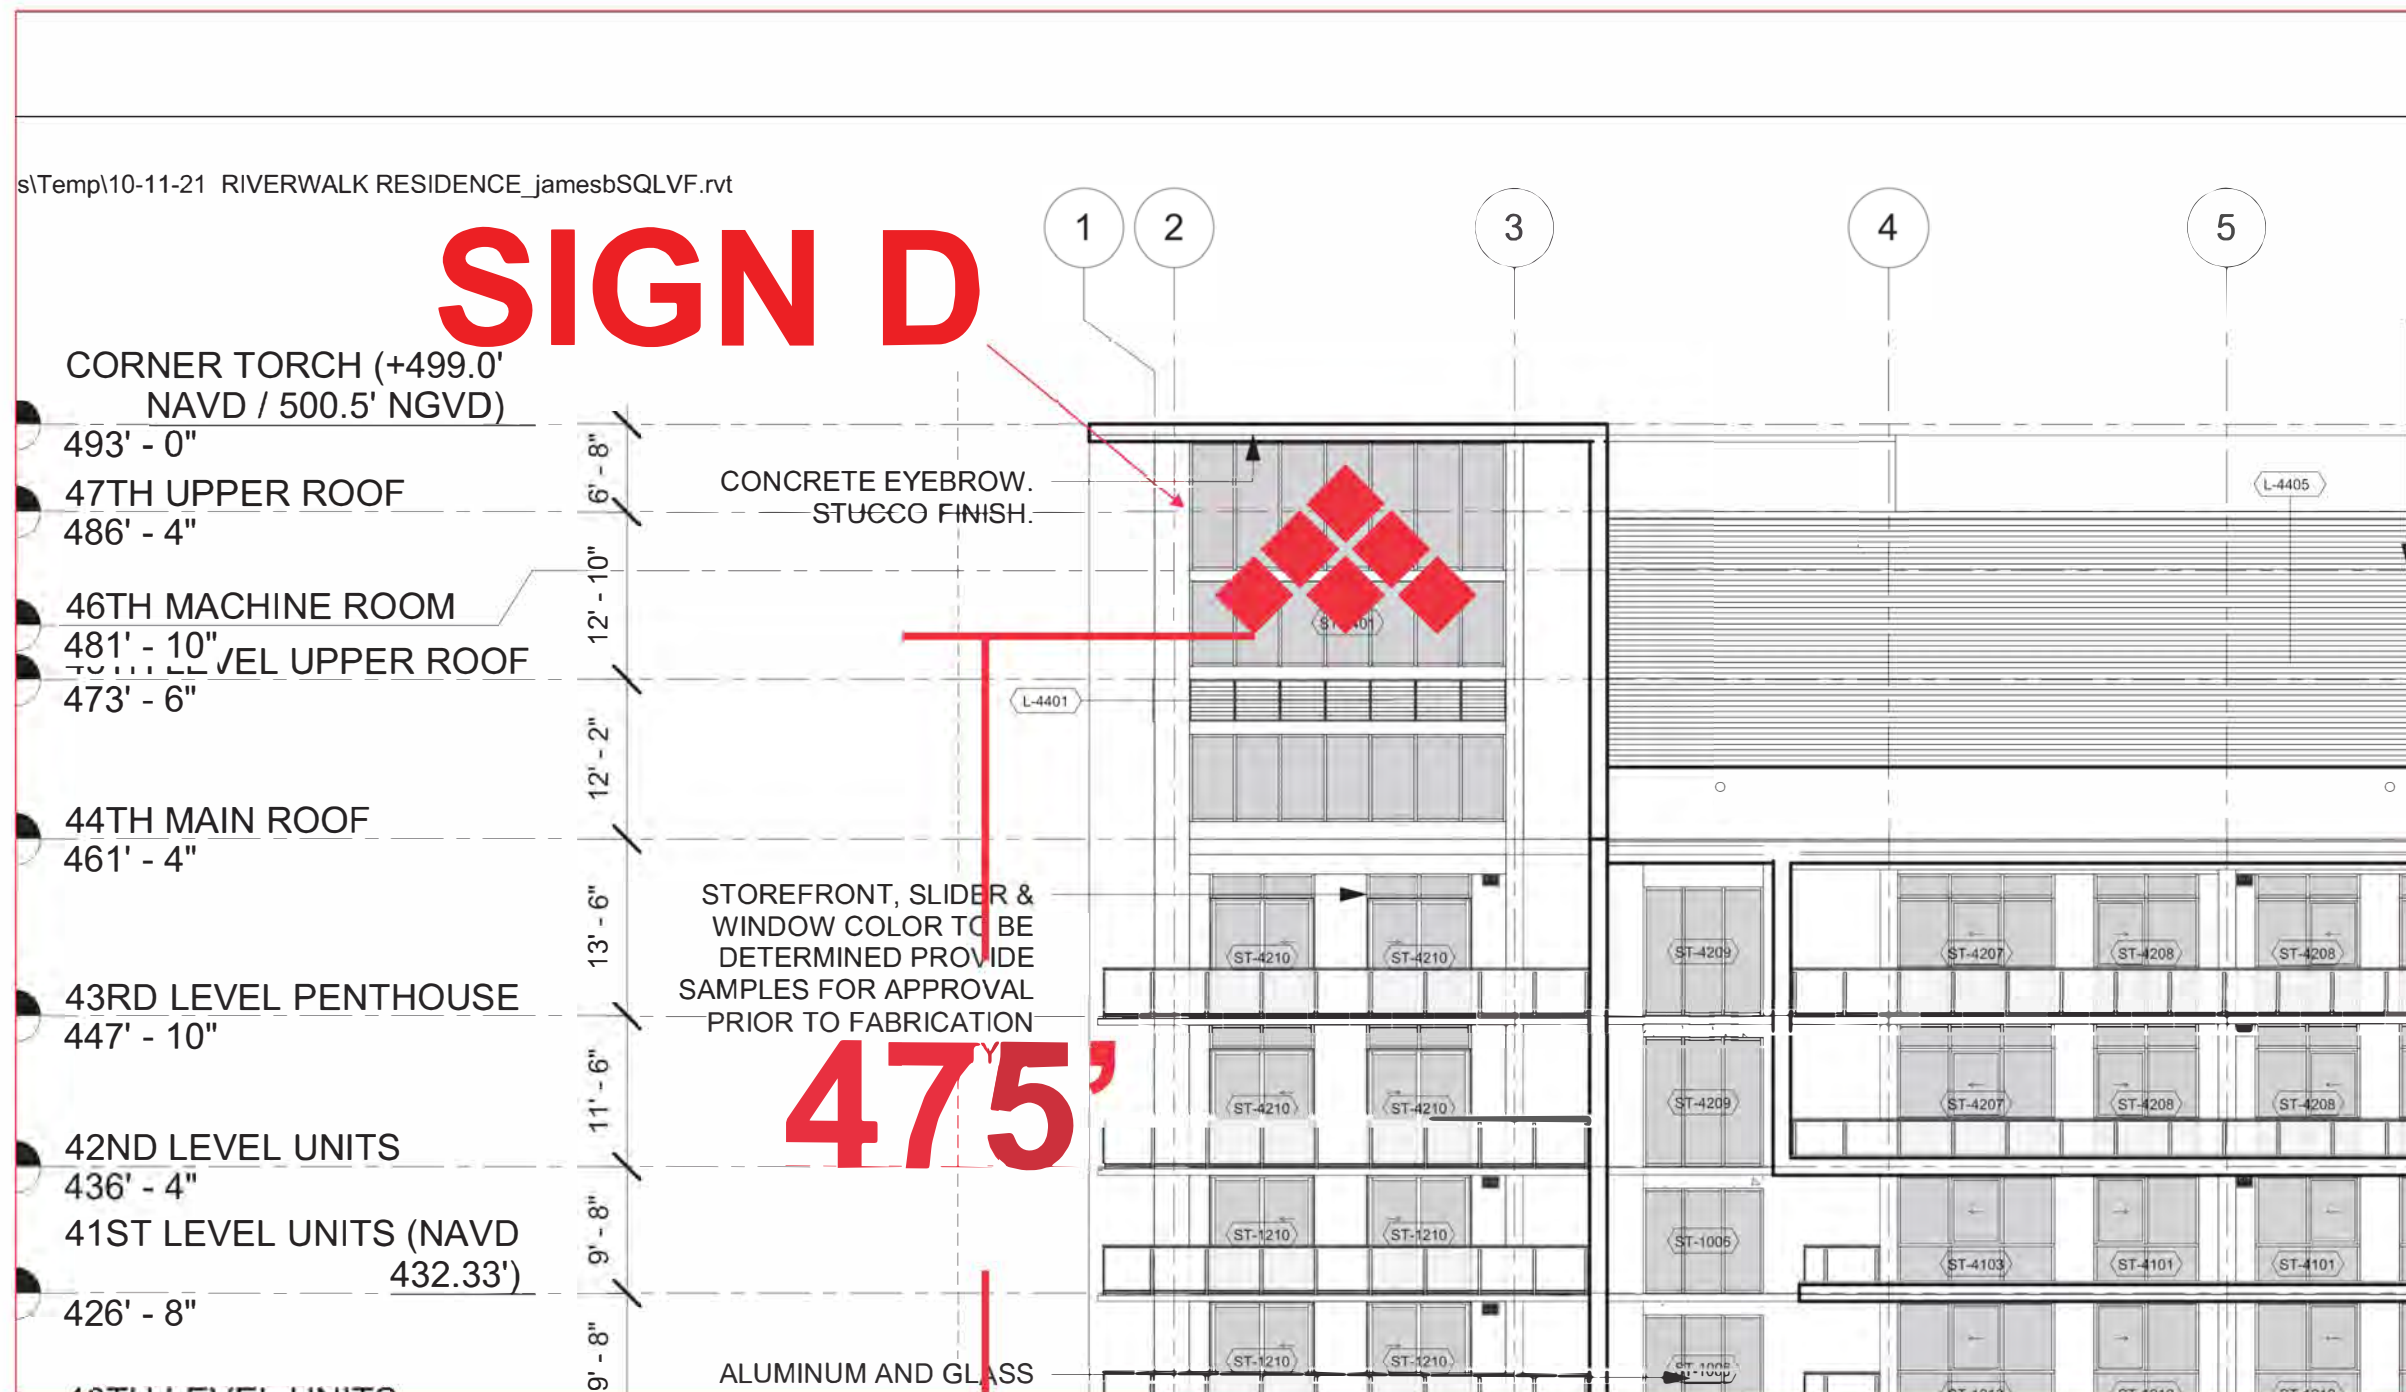 s\Temp\10-11-21 RIVERWALK RESIDENCE_jamesbSQLVF.rvt
1
2
3
4
5
SIGN D
CORNER TORCH (+499.0'
NAVD / 500.5' NGVD)
493' - 0"
6' - 8"
47TH UPPER ROOF
486' - 4"
CONCRETE EYEBROW.
STUCCO FINISH.
L-4405
12' - 10"
46TH MACHINE ROOM
481' - 10"
LEVEL UPPER ROOF
473' - 6"
L-4401
12' - 2"
44TH MAIN ROOF
461' - 4"
13' - 6"
STOREFRONT, SLIDER &
WINDOW COLOR TO BE
DETERMINED PROVIDE
SAMPLES FOR APPROVAL
PRIOR TO FABRICATION
ST-4210
ST-4210
ST-4209
ST-4207
ST-4208
ST-4208
43RD LEVEL PENTHOUSE
447' - 10"
11' - 6"
475'
ST-4210
ST-4210
ST-4209
ST-4207
ST-4208
ST-4208
42ND LEVEL UNITS
436' - 4"
9' - 8"
41ST LEVEL UNITS (NAVD
432.33')
426' - 8"
ST-1210
ST-1210
ST-1006
ST-4103
ST-4101
ST-4101
9' - 8"
ST-1210
ST-1210
ALUMINUM AND GLASS